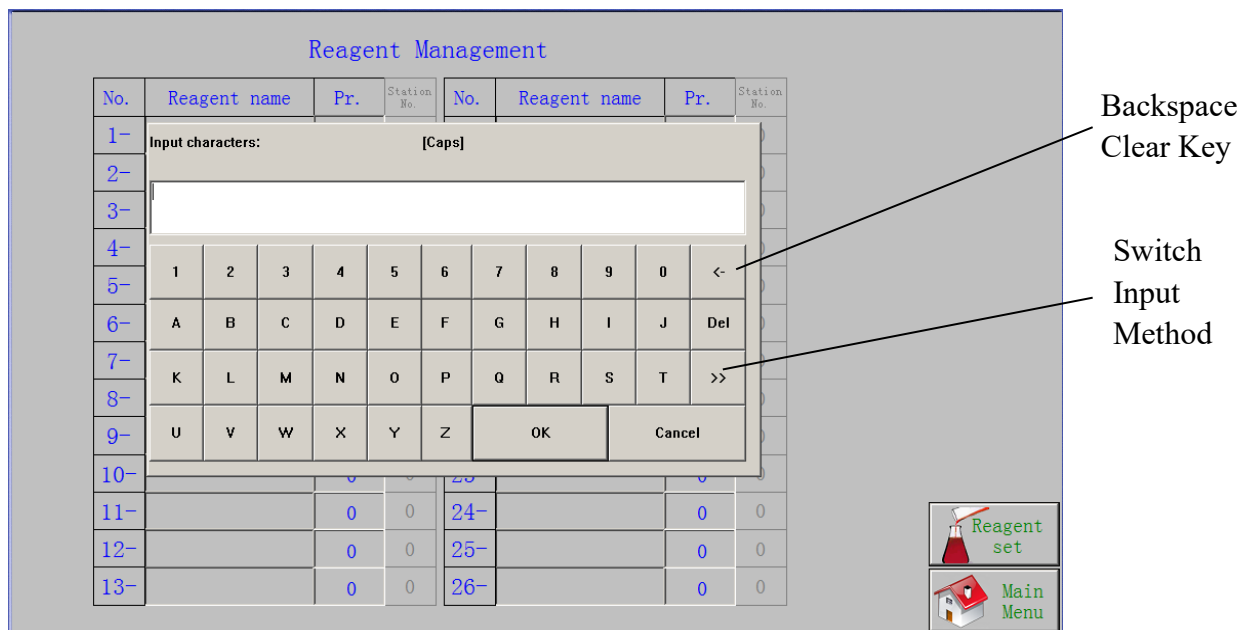 Reagent Management
No. Reagent name Pr. Station No. No. Reagent name Pr. Station No.
1-
Input characters: [Caps]
2-
3-
4-
5-
6-
7-
8-
9-
1 2 3 4 5 6 7 8 9 0 <-
A B C D E F G H I J Del
K L M N O P Q R S T >>
U V W X Y Z OK Cancel
10-
11- 0 0 24- 0 0
12- 0 0 25- 0 0
13- 0 0 26- 0 0
Reagent
set
Main
Menu
Backspace
Clear Key
Switch
Input
Method